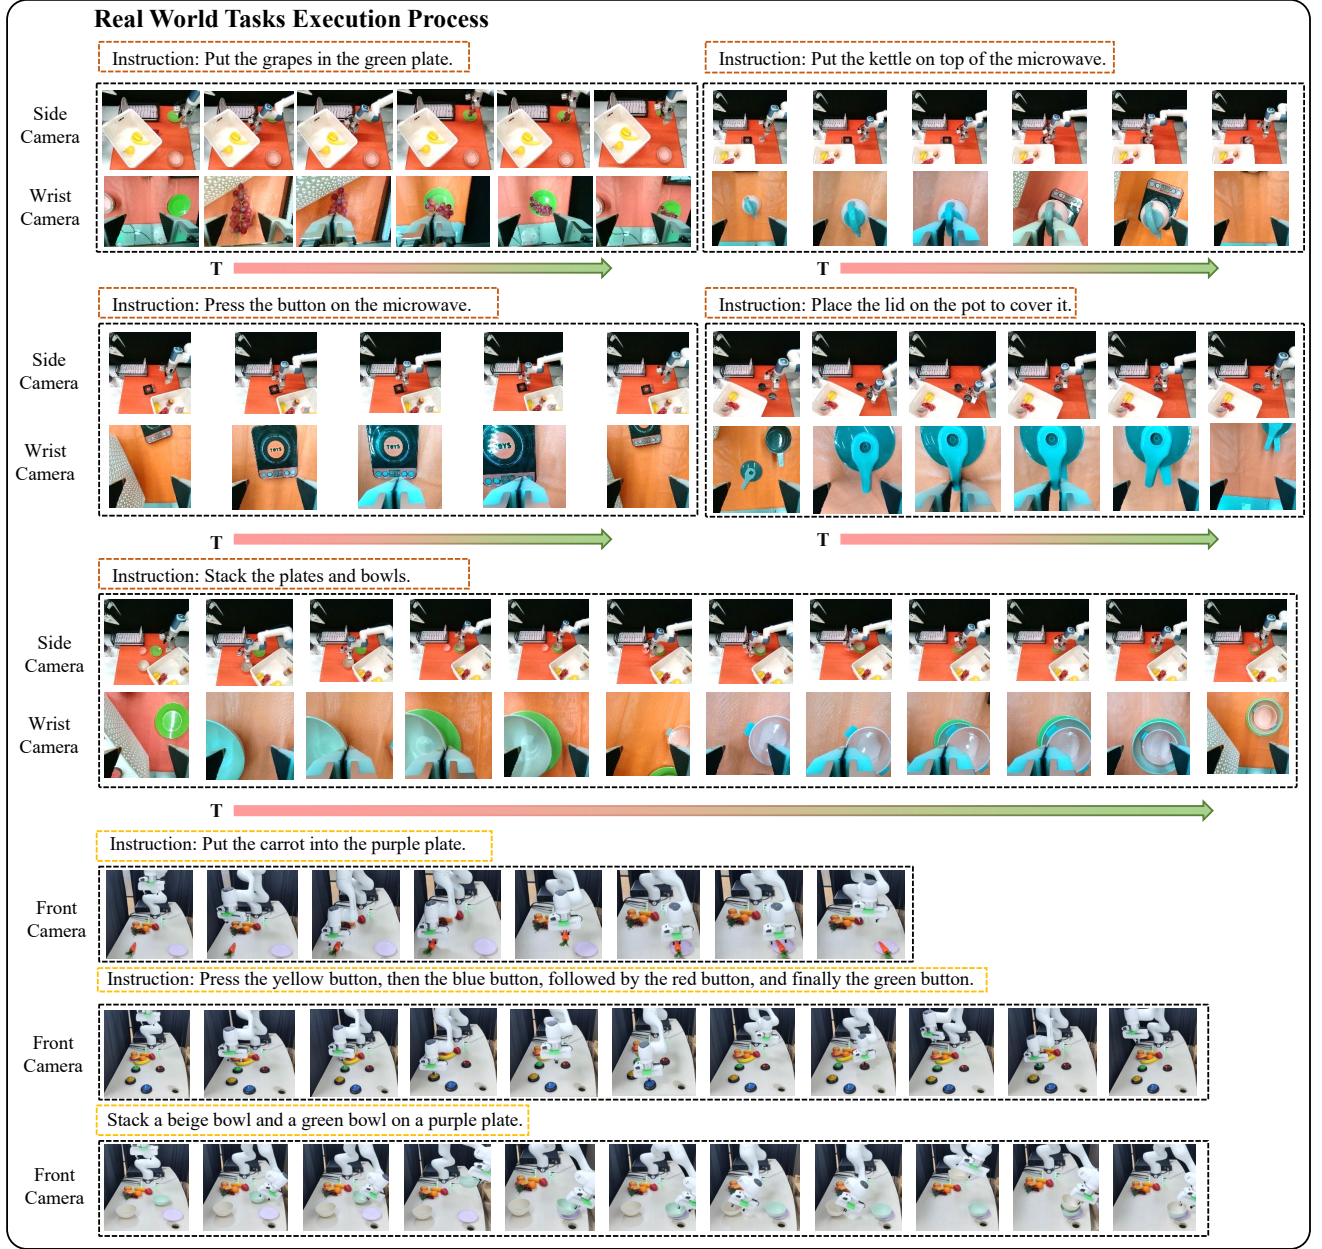 Real World Tasks Execution Process
Instruction: Put the grapes in the green plate.
Instruction: Put the kettle on top of the microwave.
Side
Camera
Wrist
Camera
T
T
Instruction: Press the button on the microwave.
Instruction: Place the lid on the pot to cover it.
Side
Camera
Wrist
Camera
TOYS
TOYS
TOYS
T
T
Instruction: Stack the plates and bowls.
Side
Camera
Wrist
Camera
T
Instruction: Put the carrot into the purple plate.
Front
Camera
Instruction: Press the yellow button, then the blue button, followed by the red button, and finally the green button.
Front
Camera
Stack a beige bowl and a green bowl on a purple plate.
Front
Camera